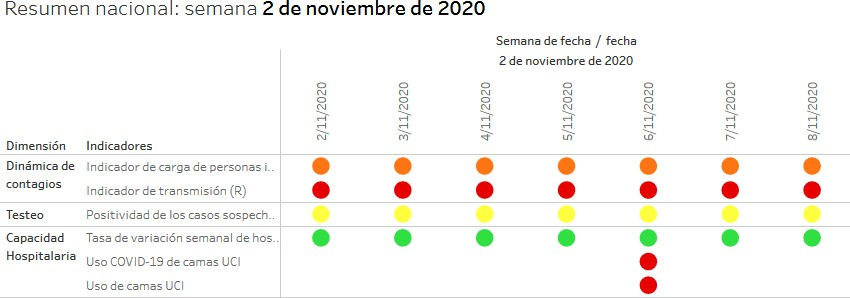 Resumen nacional: semana 2 de noviembre de 2020
Semana de fecha / fecha
2 de noviembre de 2020
Dimensión Indicadores 2/11/2020 3/11/2020 4/11/2020 5/11/2020 6/11/2020 7/11/2020 8/11/2020
Dinámica de contagios Indicador de carga de personas i..
Indicador de transmisión (R)
Testeo Positividad de los casos sospech..
Capacidad Hospitalaria Tasa de variación semanal de hos..
Uso COVID-19 de camas UCI
Uso de camas UCI